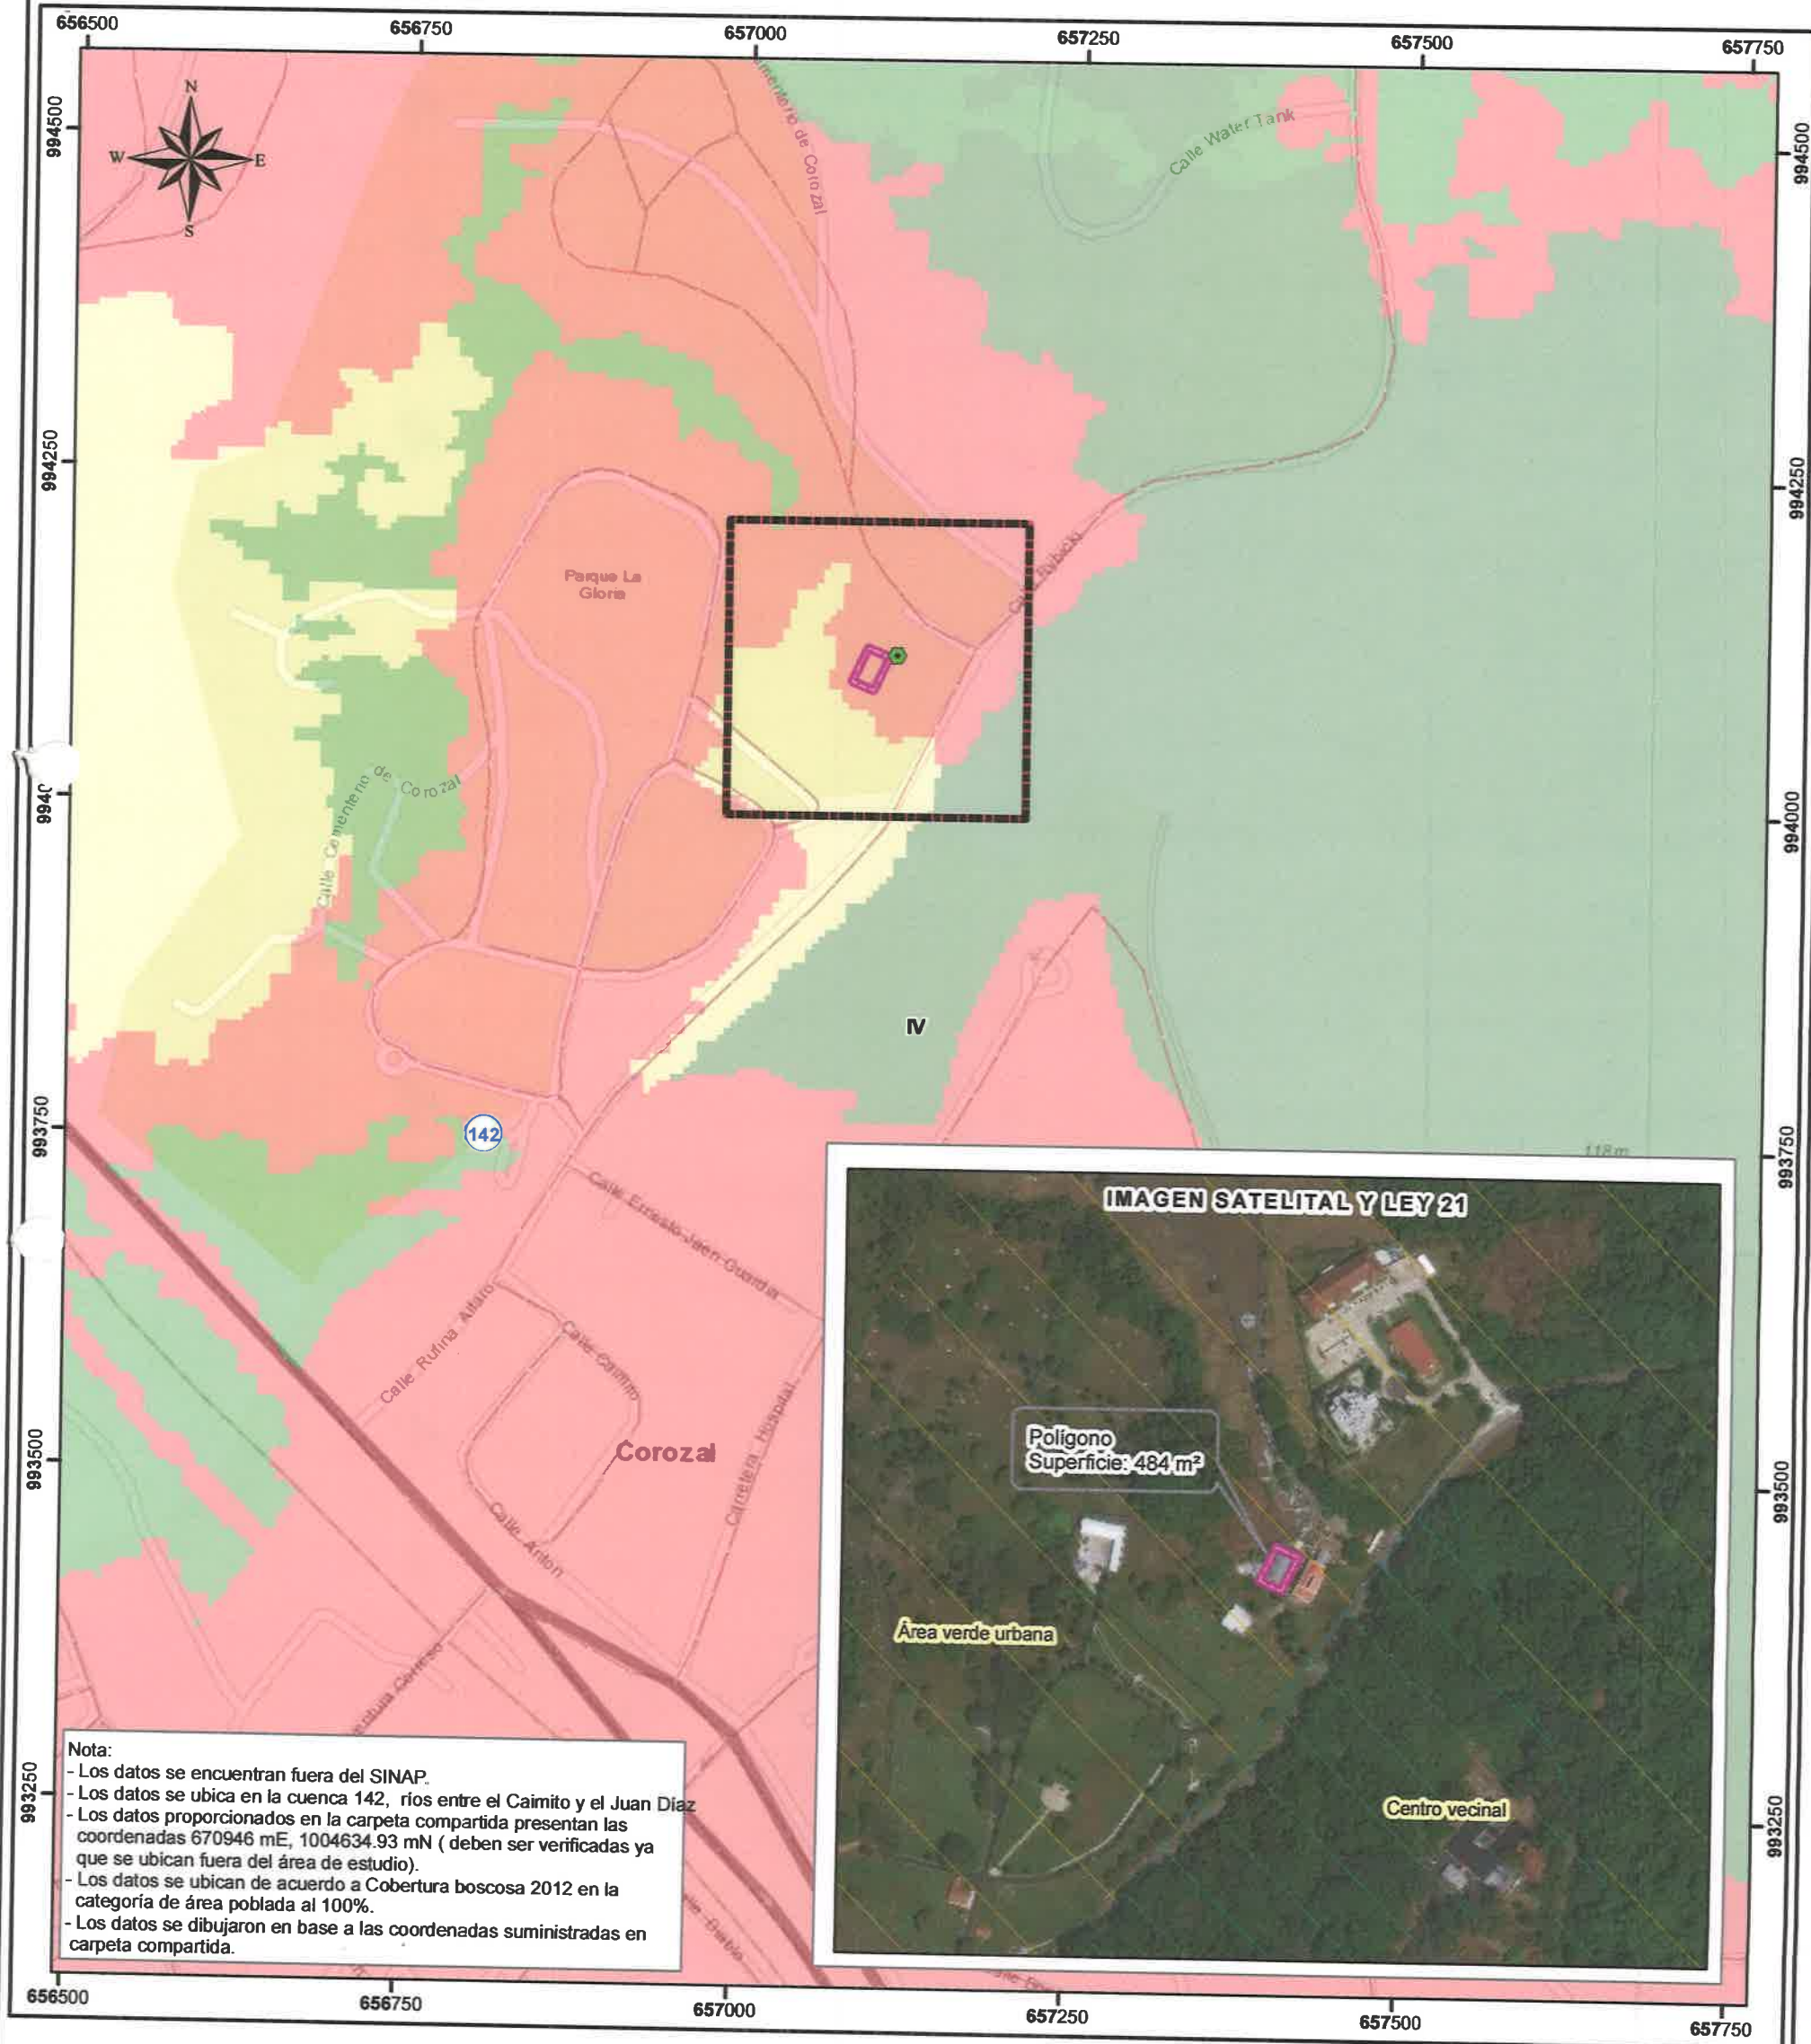 656500
656750
657000
657250
657500
657750
994500
994250
993750
993500
993250
994500
994250
994000
993750
993500
993250
N
W
E
S
de Corozal
Calle Water Tank
Parque La
Gloria
Calle Cementerio de Corozal
IV
142
118m
Calle Ernesto Jaén Guardia
Calle Rufina Alfaro
Calle Caimito
Corozal
Carretera Hospital
Calle Anton
IMAGEN SATELITAL Y LEY 21
Polígono
Superficie: 484 m²
Área verde urbana
Centro vecinal
Nota:
- Los datos se encuentran fuera del SINAP.
- Los datos se ubica en la cuenca 142, ríos entre el Caimito y el Juan Díaz
- Los datos proporcionados en la carpeta compartida presentan las
coordenadas 670946 mE, 1004634.93 mN ( deben ser verificadas ya
que se ubican fuera del área de estudio).
- Los datos se ubican de acuerdo a Cobertura boscosa 2012 en la
categoría de área poblada al 100%.
- Los datos se dibujaron en base a las coordenadas suministradas en
carpeta compartida.
656500
656750
657000
657250
657500
657750